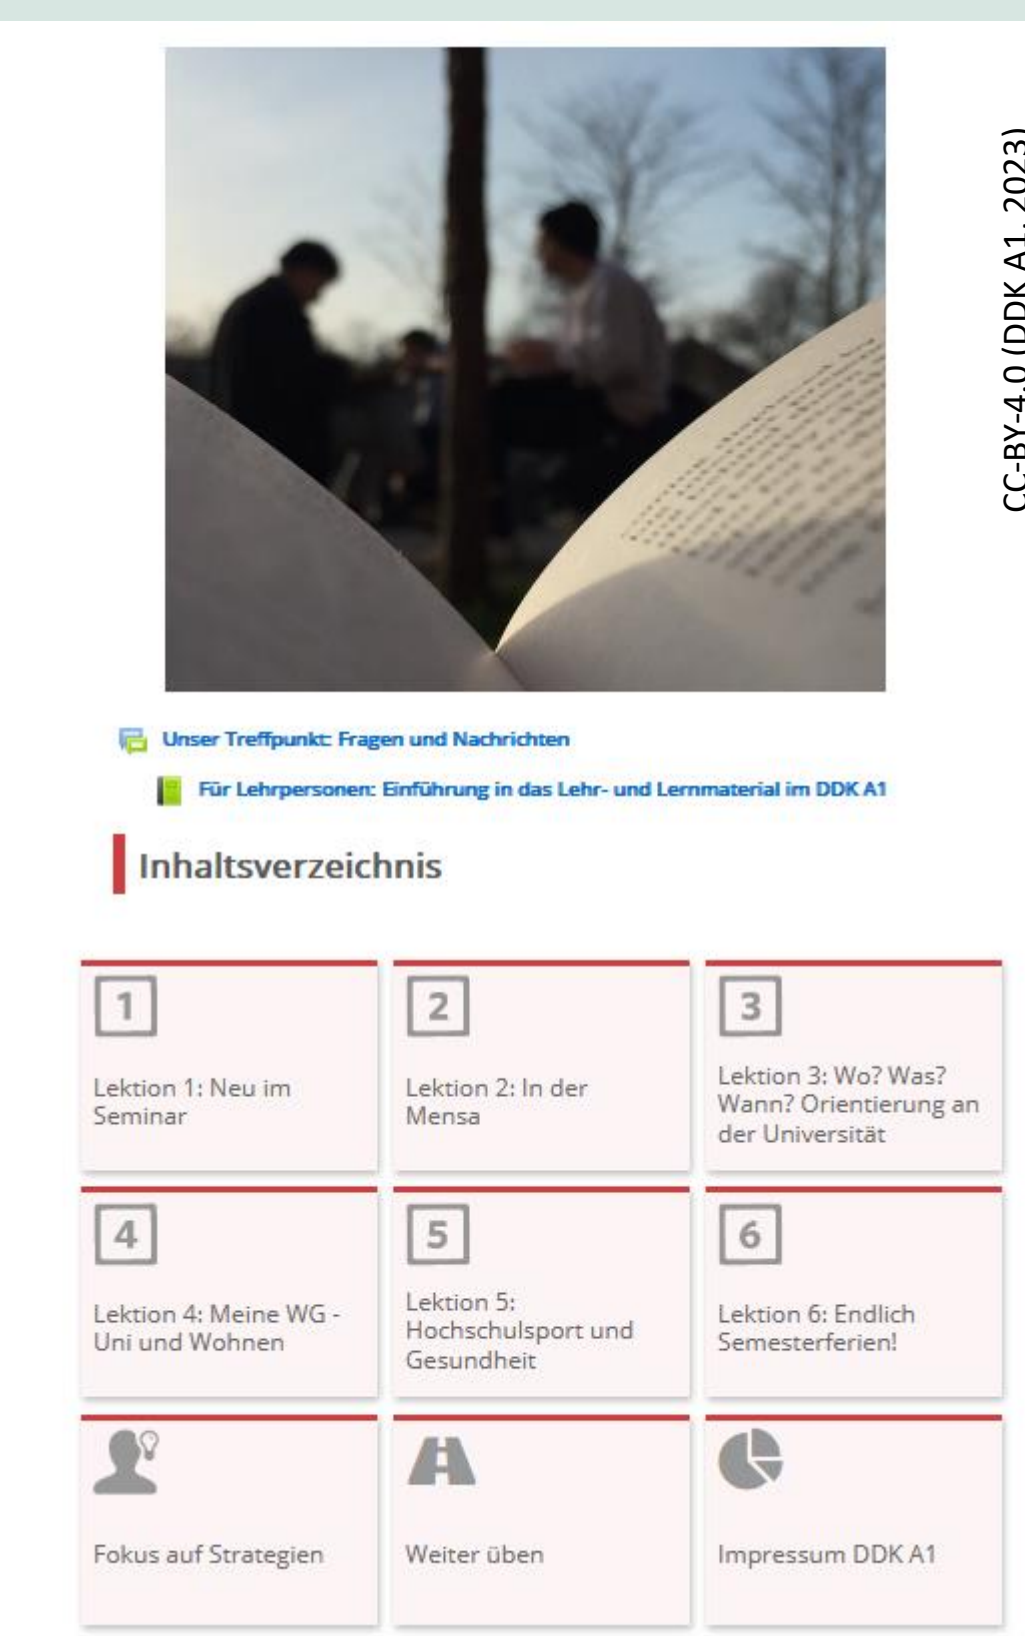 CC-BY-4.0 (DDK A1, 2023)
Unser Treffpunkt: Fragen und Nachrichten
Für Lehrpersonen: Einführung in das Lehr- und Lernmaterial im DDK A1
Inhaltsverzeichnis
1
Lektion 1: Neu im
Seminar
2
Lektion 2: In der
Mensa
3
Lektion 3: Wo? Was?
Wann? Orientierung an
der Universität
4
Lektion 4: Meine WG -
Uni und Wohnen
5
Lektion 5:
Hochschulsport und
Gesundheit
6
Lektion 6: Endlich
Semesterferien!
Fokus auf Strategien
Weiter üben
Impressum DDK A1